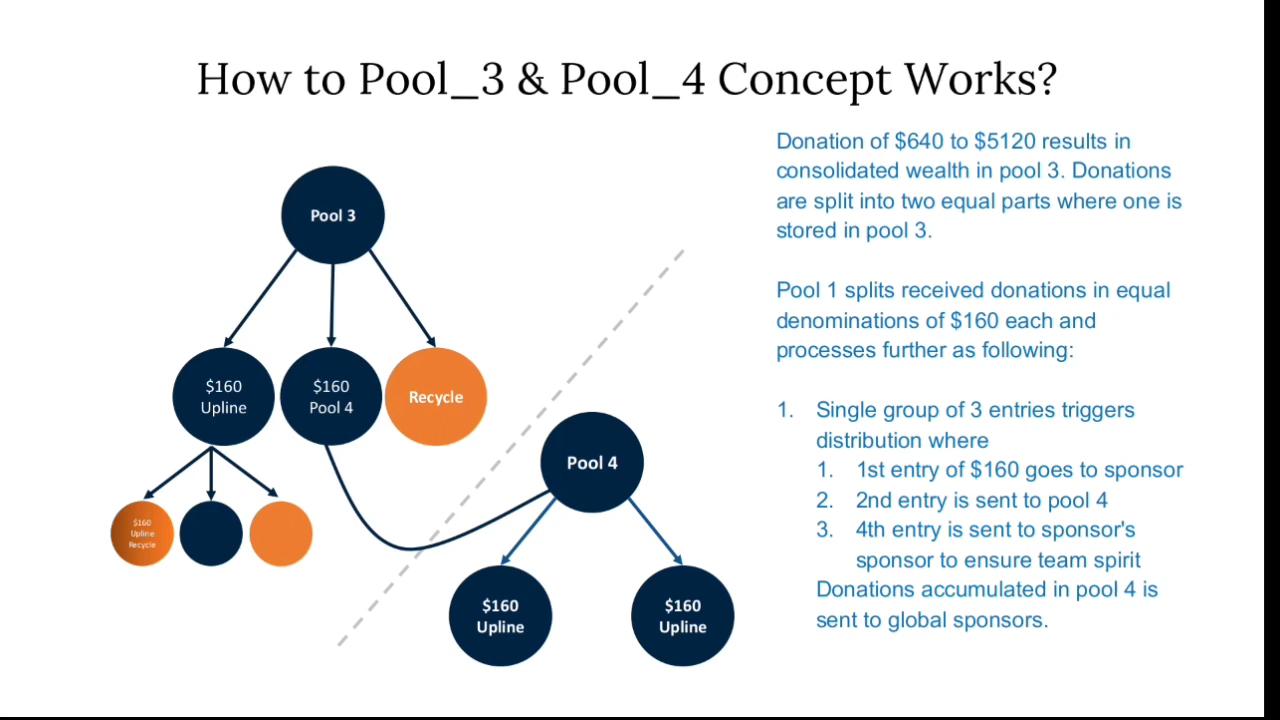 How to Pool_3 & Pool_4 Concept Works?
Donation of $640 to $5120 results in
consolidated wealth in pool 3. Donations
are split into two equal parts where one is
stored in pool 3.
Pool 1 splits received donations in equal
denominations of $160 each and
processes further as following:
1. Single group of 3 entries triggers
distribution where
1. 1st entry of $160 goes to sponsor
2. 2nd entry is sent to pool 4
3. 4th entry is sent to sponsor's
sponsor to ensure team spirit
Donations accumulated in pool 4 is
sent to global sponsors.
Pool 3
$160
Upline
$160
Pool 4
Recycle
$160
Upline
Recycle
Pool 4
$160
Upline
$160
Upline